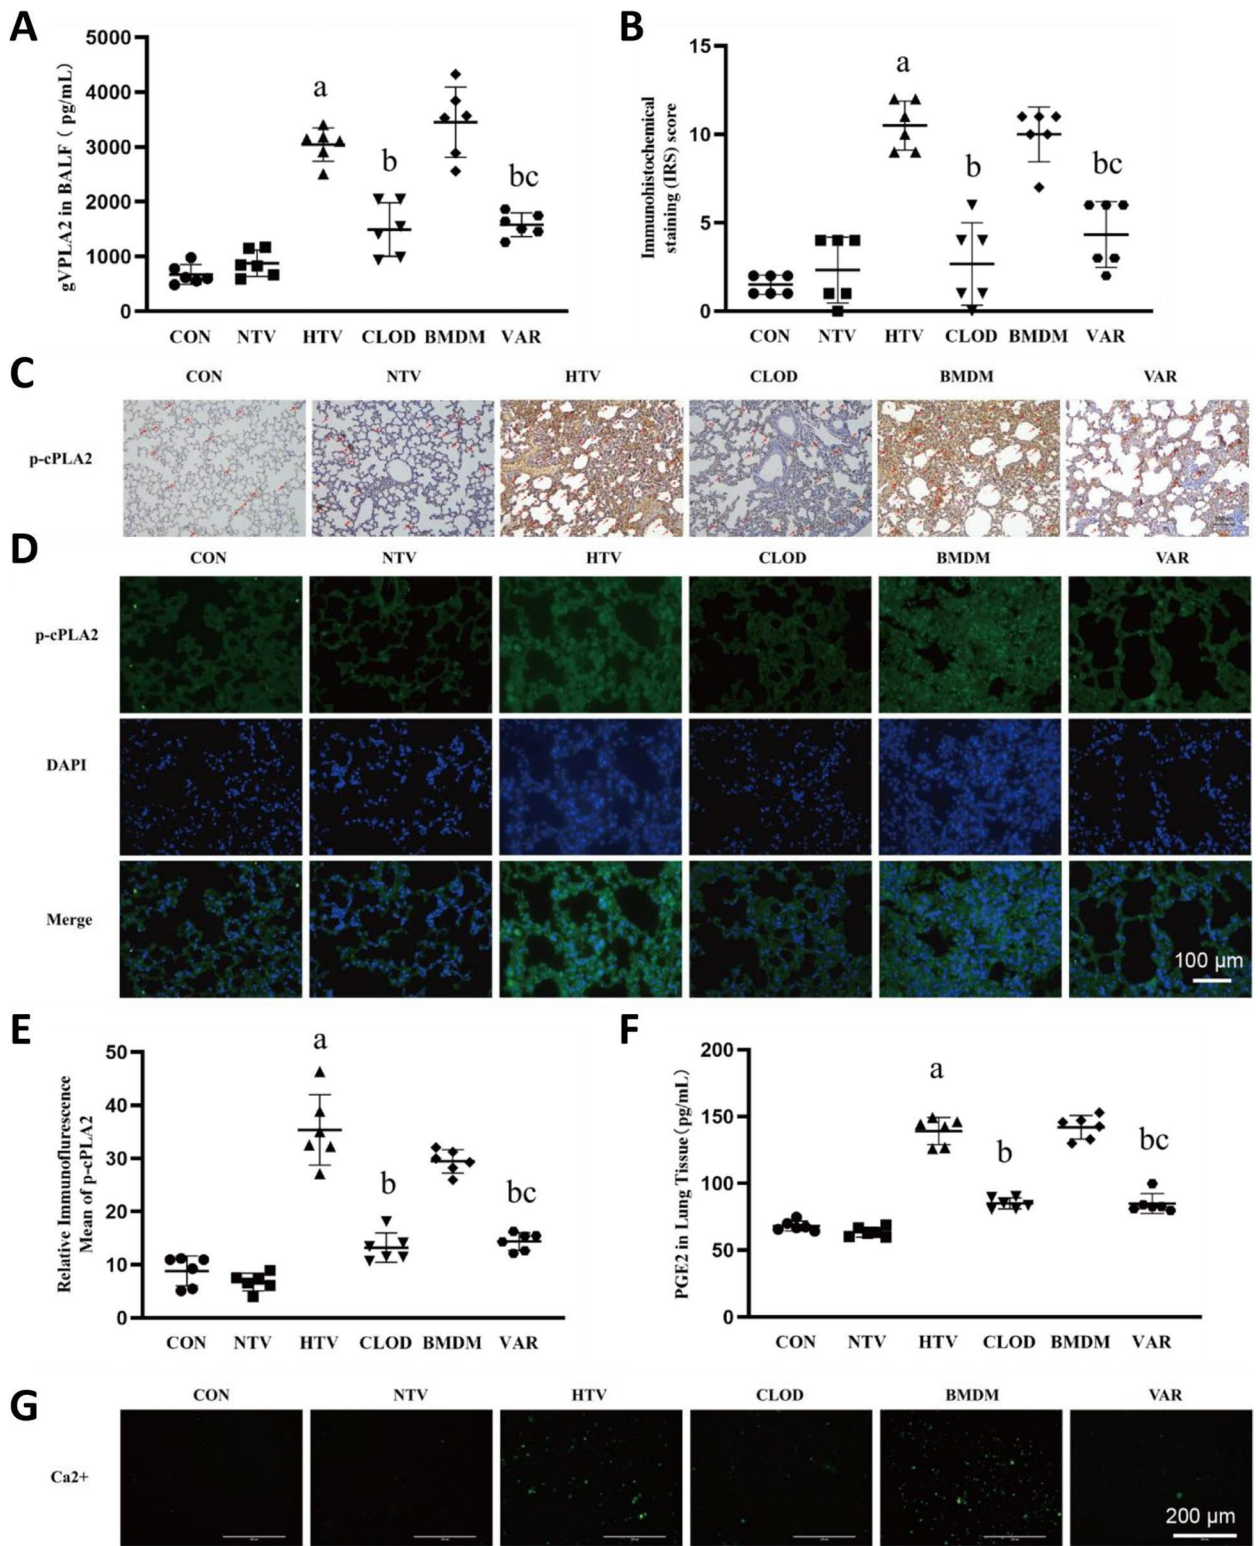 A
gVPLA2 in BALF ( pg/mL)
5000
4000
3000
2000
1000
0
a
b
bc
CON NTV HTV CLOD BMDM VAR
B
Immunohistochemical
staining (IRS) score
15
10
5
0
a
b
bc
CON NTV HTV CLOD BMDM VAR
C
CON NTV HTV CLOD BMDM VAR
p-cPLA2
D
CON NTV HTV CLOD BMDM VAR
p-cPLA2
DAPI
Merge
100 μm
E
Relative Immunoflurescence
Mean of p-cPLA2
50
40
30
20
10
0
a
b
bc
CON NTV HTV CLOD BMDM VAR
F
PGE2 in Lung Tissue(pg/mL)
200
150
100
50
0
a
b
bc
CON NTV HTV CLOD BMDM VAR
G
CON NTV HTV CLOD BMDM VAR
Ca2+
200 μm